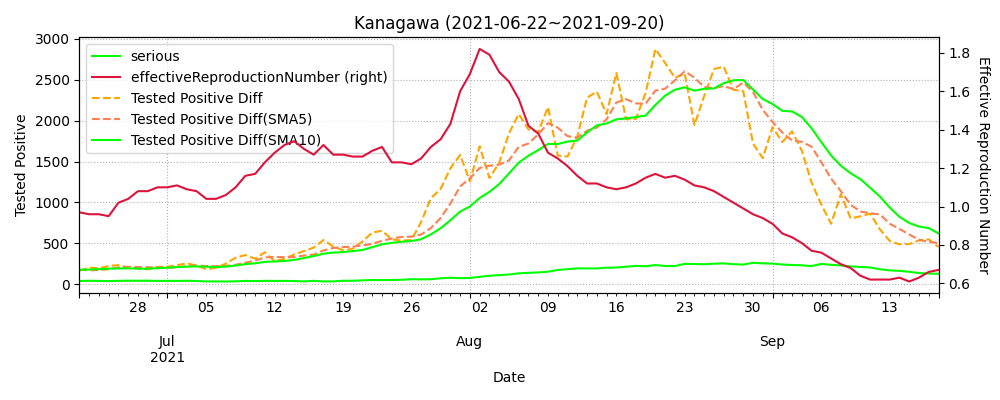 Kanagawa (2021-06-22~2021-09-20)
serious
effectiveReproductionNumber (right)
Tested Positive Diff
Tested Positive Diff(SMA5)
Tested Positive Diff(SMA10)
Tested Positive
3000
2500
2000
1500
1000
500
0
1.8
1.6
1.4
1.2
1.0
0.8
0.6
Effective Reproduction Number
28 05 12 19 26 02 09 16 23 30 06 13
Jul Aug Sep
2021
Date